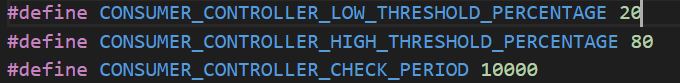 #define CONSUMER_CONTROLLER_LOW_THRESHOLD_PERCENTAGE 20
#define CONSUMER_CONTROLLER_HIGH_THRESHOLD_PERCENTAGE 80
#define CONSUMER_CONTROLLER_CHECK_PERIOD 10000